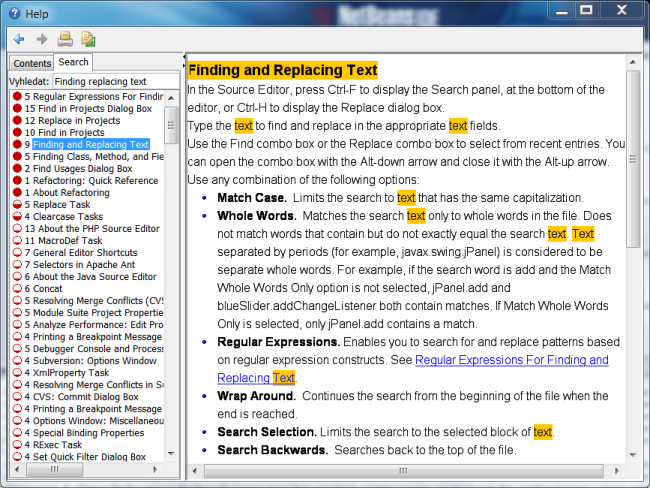 Help
NetBeans IDE
Contents Search
Vyhledat: Finding replacing text
5 Regular Expressions For Findin
15 Find in Projects Dialog Box
12 Replace in Projects
10 Find in Projects
9 Finding and Replacing Text
5 Finding Class, Method, and Fie
2 Find Usages Dialog Box
1 Refactoring: Quick Reference
1 About Refactoring
5 Replace Task
4 Clearcase Tasks
13 About the PHP Source Editor
11 MacroDef Task
7 General Editor Shortcuts
7 Selectors in Apache Ant
6 About the Java Source Editor
6 Concat
5 Resolving Merge Conflicts (CVS
5 Module Suite Project Propertie
5 Analyze Performance: Edit Pro
4 Printing a Breakpoint Message
5 Debugger Console and Process
4 Subversion: Options Window
4 XmlProperty Task
4 Resolving Merge Conflicts in Su
4 CVS: Commit Dialog Box
4 Printing a Breakpoint Message
4 Options Window: Miscellaneou
4 Special Binding Properties
4 RExec Task
4 Set Quick Filter Dialog Box
Finding and Replacing Text
In the Source Editor, press Ctrl-F to display the Search panel, at the bottom of the
editor, or Ctrl-H to display the Replace dialog box.
Type the text to find and replace in the appropriate text fields.
Use the Find combo box or the Replace combo box to select from recent entries. You
can open the combo box with the Alt-down arrow and close it with the Alt-up arrow.
Use any combination of the following options:
Match Case. Limits the search to text that has the same capitalization.
Whole Words. Matches the search text only to whole words in the file. Does
not match words that contain but do not exactly equal the search text. Text
separated by periods (for example, javax.swing.jPanel) is considered to be
separate whole words. For example, if the search word is add and the Match
Whole Words Only option is not selected, jPanel.add and
blueSlider.addChangeListener both contain matches. If Match Whole Words
Only is selected, only jPanel.add contains a match.
Regular Expressions. Enables you to search for and replace patterns based
on regular expression constructs. See Regular Expressions For Finding and
Replacing Text.
Wrap Around. Continues the search from the beginning of the file when the
end is reached.
Search Selection. Limits the search to the selected block of text.
Search Backwards. Searches back to the top of the file.